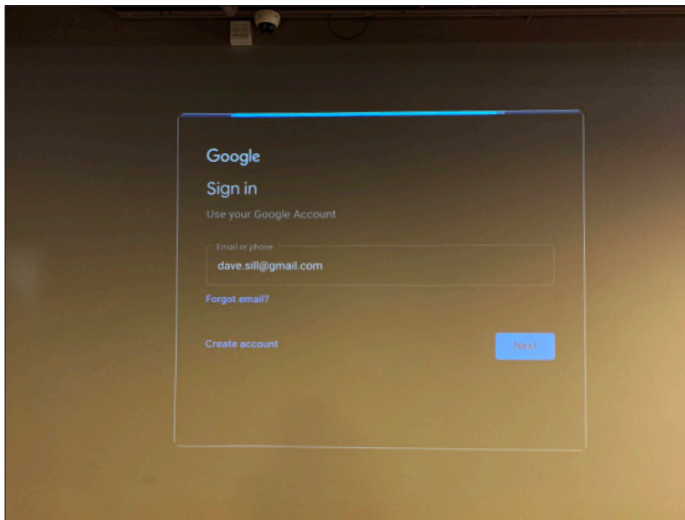 Google
Sign in
Use your Google Account
Email or phone
dave.sill@gmail.com
Forgot email?
Create account
Next